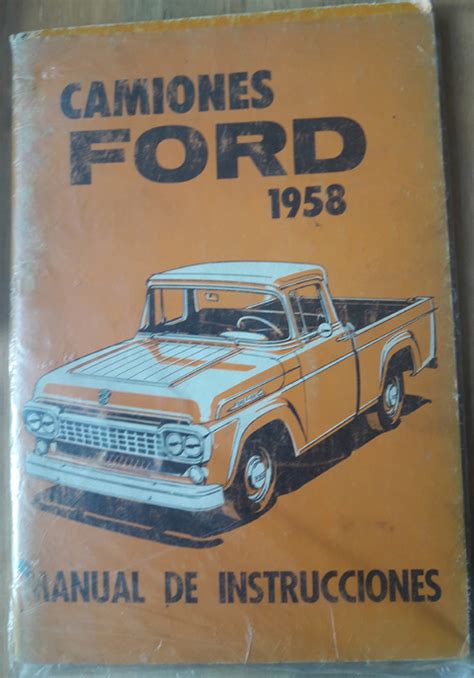 CAMIONES
FORD
1958
MANUAL DE INSTRUCCIONES